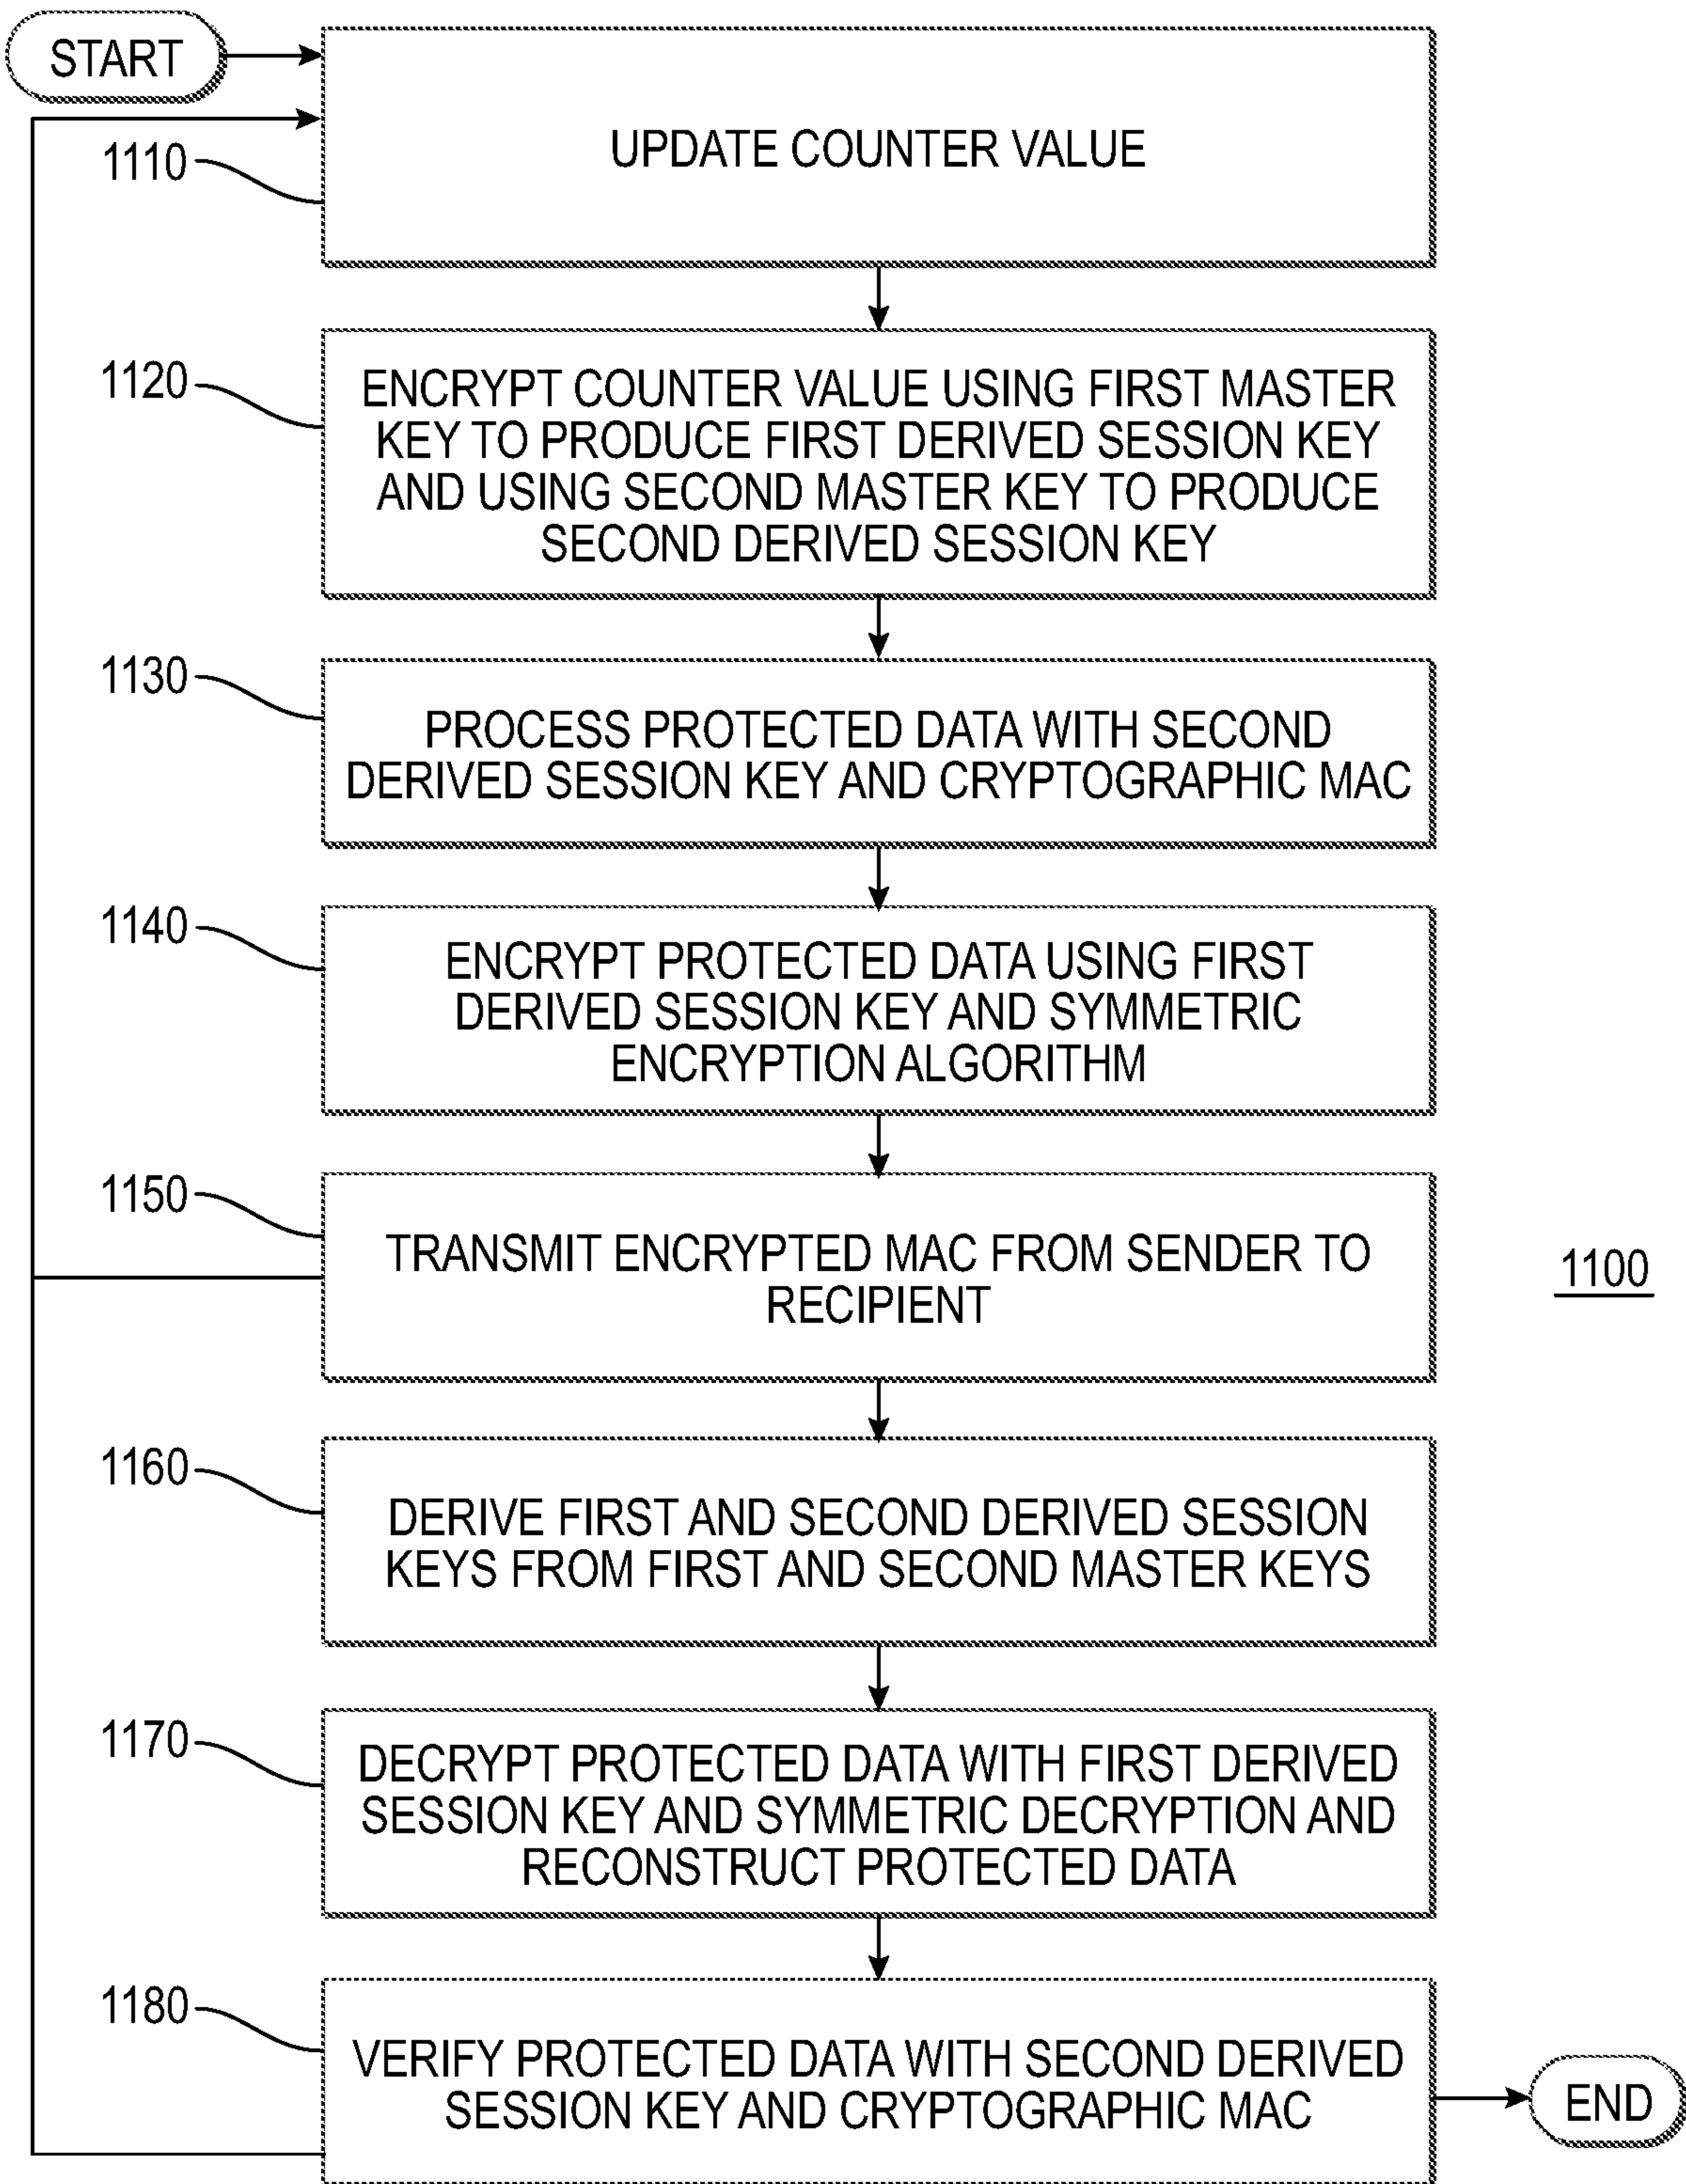 START
1110
UPDATE COUNTER VALUE
1120
ENCRYPT COUNTER VALUE USING FIRST MASTER
KEY TO PRODUCE FIRST DERIVED SESSION KEY
AND USING SECOND MASTER KEY TO PRODUCE
SECOND DERIVED SESSION KEY
1130
PROCESS PROTECTED DATA WITH SECOND
DERIVED SESSION KEY AND CRYPTOGRAPHIC MAC
1140
ENCRYPT PROTECTED DATA USING FIRST
DERIVED SESSION KEY AND SYMMETRIC
ENCRYPTION ALGORITHM
1150
TRANSMIT ENCRYPTED MAC FROM SENDER TO
RECIPIENT
1100
1160
DERIVE FIRST AND SECOND DERIVED SESSION
KEYS FROM FIRST AND SECOND MASTER KEYS
1170
DECRYPT PROTECTED DATA WITH FIRST DERIVED
SESSION KEY AND SYMMETRIC DECRYPTION AND
RECONSTRUCT PROTECTED DATA
1180
VERIFY PROTECTED DATA WITH SECOND DERIVED
SESSION KEY AND CRYPTOGRAPHIC MAC
END